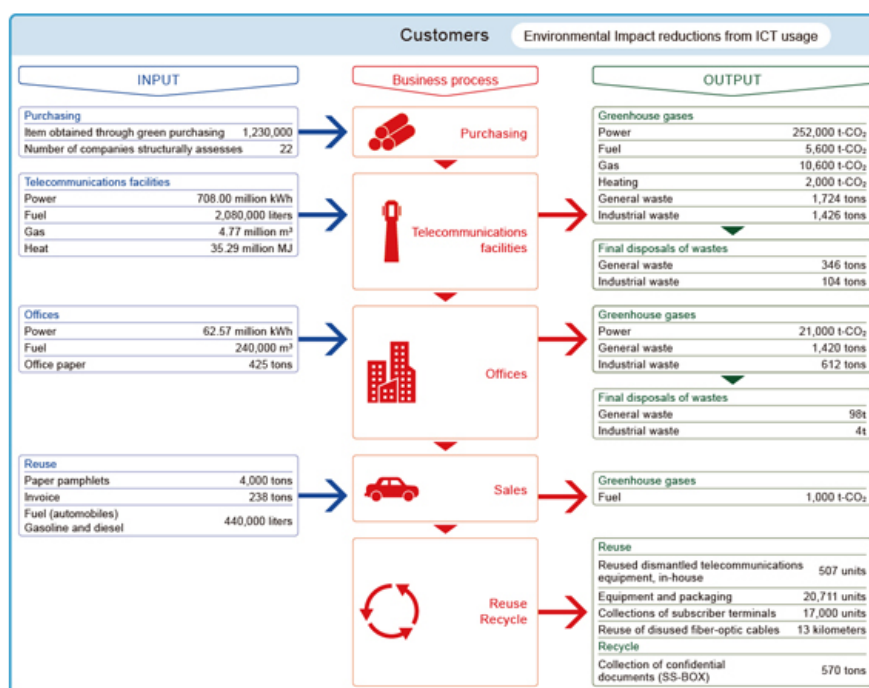 Customers Environmental Impact reductions from ICT usage
INPUT
Business process
OUTPUT
Purchasing
Item obtained through green purchasing 1,230,000
Number of companies structurally assesses 22
Purchasing
Greenhouse gases
Power 252,000 t-CO₂
Fuel 5,600 t-CO₂
Gas 10,600 t-CO₂
Heating 2,000 t-CO₂
General waste 1,724 tons
Industrial waste 1,426 tons
Telecommunications facilities
Power 708.00 million kWh
Fuel 2,080,000 liters
Gas 4.77 million m³
Heat 35.29 million MJ
Telecommunications
facilities
Final disposals of wastes
General waste 346 tons
Industrial waste 104 tons
Offices
Power 62.57 million kWh
Fuel 240,000 m³
Office paper 425 tons
Offices
Greenhouse gases
Power 21,000 t-CO₂
General waste 1,420 tons
Industrial waste 612 tons
Final disposals of wastes
General waste 98t
Industrial waste 4t
Reuse
Paper pamphlets 4,000 tons
Invoice 238 tons
Fuel (automobiles)
Gasoline and diesel 440,000 liters
Sales
Greenhouse gases
Fuel 1,000 t-CO₂
Reuse
Recycle
Reuse
Reused dismantled telecommunications
equipment, in-house 507 units
Equipment and packaging 20,711 units
Collections of subscriber terminals 17,000 units
Reuse of disused fiber-optic cables 13 kilometers
Recycle
Collection of confidential
documents (SS-BOX) 570 tons